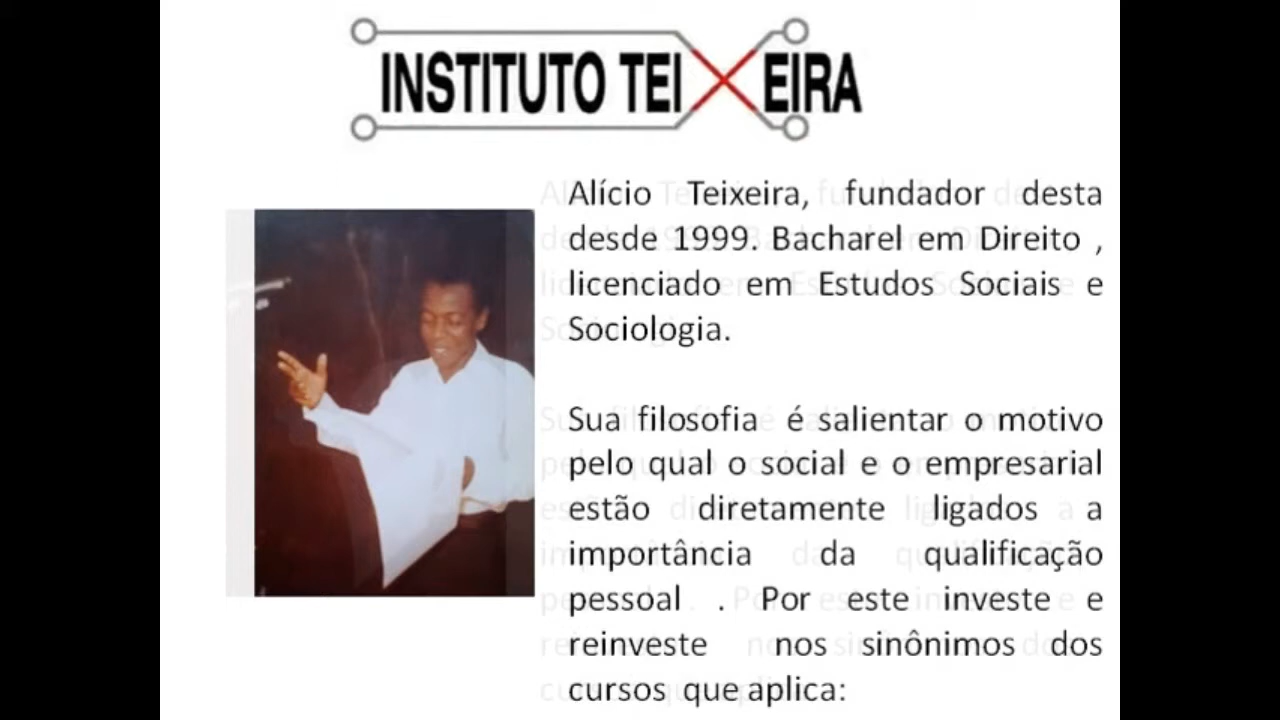 INSTITUTO TEIXEIRA
Alício Teixeira, fundador desta
desde 1999. Bacharel em Direito ,
licenciado em Estudos Sociais e
Sociologia.
Sua filosofia é salientar o motivo
pelo qual o social e o empresarial
estão diretamente ligados a
importância da qualificação
pessoal . Por este investe e
reinveste nos sinônimos dos
cursos que aplica: